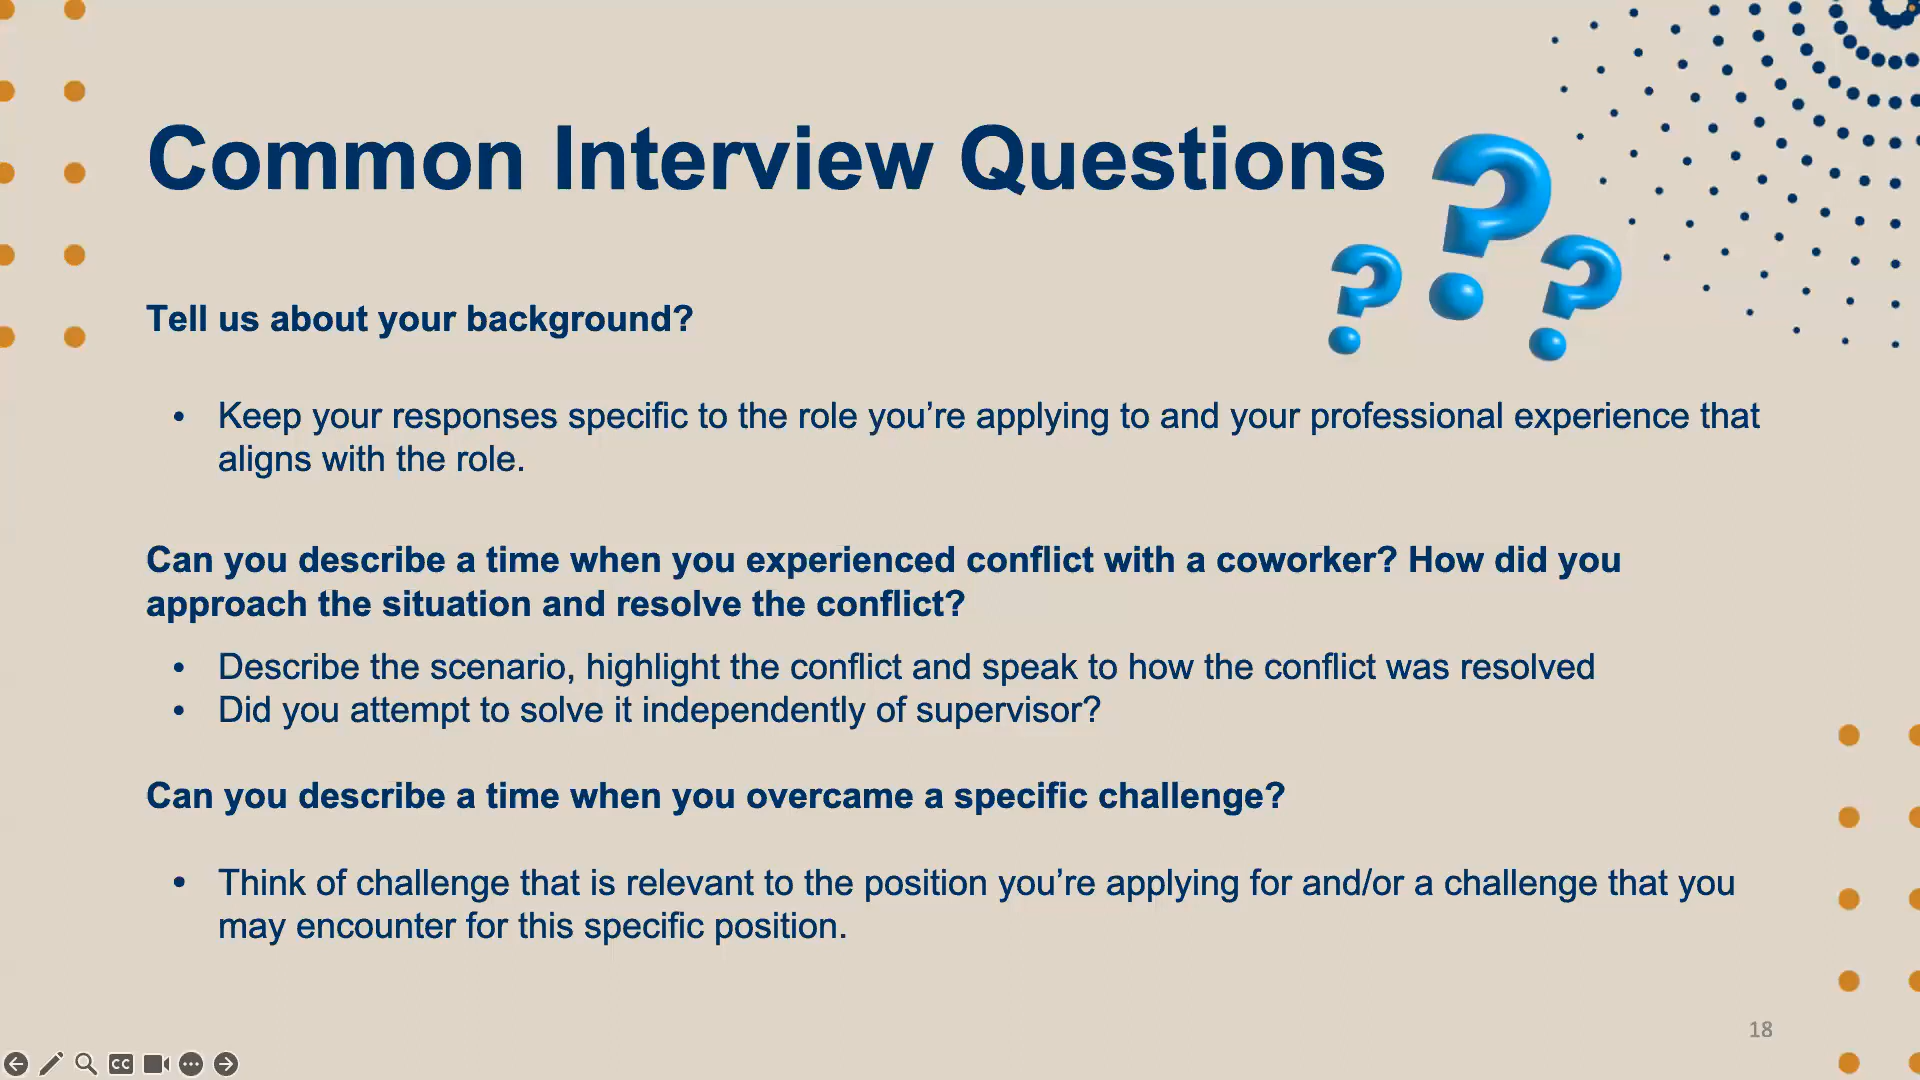 Common Interview Questions
Tell us about your background?
• Keep your responses specific to the role you’re applying to and your professional experience that
aligns with the role.
Can you describe a time when you experienced conflict with a coworker? How did you
approach the situation and resolve the conflict?
• Describe the scenario, highlight the conflict and speak to how the conflict was resolved
• Did you attempt to solve it independently of supervisor?
Can you describe a time when you overcame a specific challenge?
• Think of challenge that is relevant to the position you’re applying for and/or a challenge that you
may encounter for this specific position.
18
CC